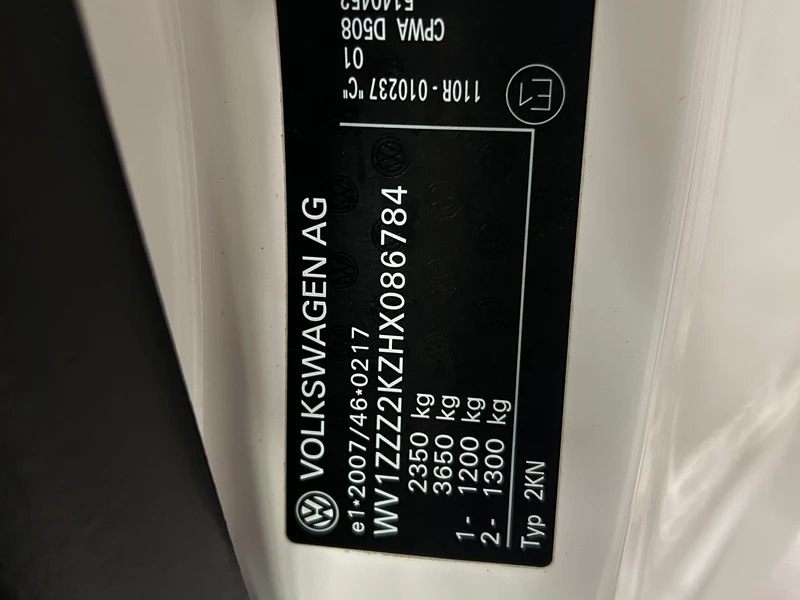 VOLKSWAGEN AG
e1*2007/46*0217
WV1ZZZ2KZHX086784
2350 kg
3650 kg
1- 1200 kg
2- 1300 kg
Typ 2KN
E1
110R-010237 "C"
01
CPWA D508
5140452